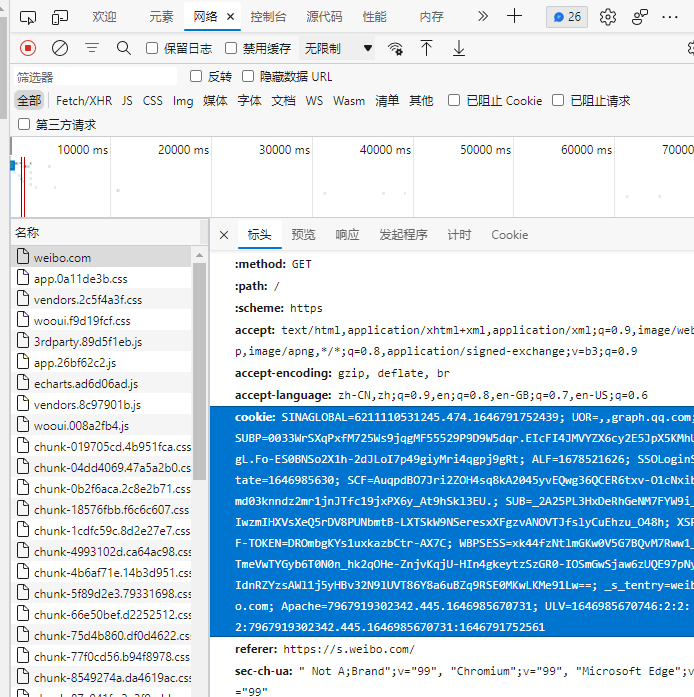 欢迎 元素 网络 控制台 源代码 性能 内存 26
保留日志 禁用缓存 无限制
筛选器 反转 隐藏数据 URL
全部 Fetch/XHR JS CSS Img 媒体 字体 文档 WS Wasm 清单 其他 已阻止 Cookie 已阻止请求
第三方请求
10000 ms 20000 ms 30000 ms 40000 ms 50000 ms 60000 ms 70000
名称
weibo.com
app.0a11de3b.css
vendors.2c5f4a3f.css
wooui.f9d19fcf.css
3rdparty.89d5f1eb.js
app.26bf62c2.js
echarts.ad6d06ad.js
vendors.8c97901b.js
wooui.008a2fb4.js
chunk-019705cd.4b951fca.css
chunk-04dd4069.47a5a2b0.cs
chunk-0b2f6aca.2c8e2b71.css
chunk-18576fbb.f6c6c607.css
chunk-1cdfc59c.8d2e27e7.css
chunk-4993102d.ca64ac98.css
chunk-4b6af71e.14b3d951.css
chunk-5f89d2e3.79331698.css
chunk-66e50bef.d2252512.css
chunk-75d4b860.df0d4622.css
chunk-77f0cd56.b94f8978.css
chunk-8549274a.da4619ac.css
标头 预览 响应 发起程序 计时 Cookie
:method: GET
:path: /
:scheme: https
accept: text/html,application/xhtml+xml,application/xml;q=0.9,image/web
p,image/apng,*/*;q=0.8,application/signed-exchange;v=b3;q=0.9
accept-encoding: gzip, deflate, br
accept-language: zh-CN,zh;q=0.9,en;q=0.8,en-GB;q=0.7,en-US;q=0.6
cookie: SINAGLOBAL=6211110531245.474.1646791752439; UOR=,,graph.qq.com;
SUBP=0033WrSXqPxfM725Ws9jqgMF55529P9D9W5dqr.EIcFI4JMVYZX6cy2E5JpX5KMhU
gL.Fo-ES0BNSo2X1h-2dJLoI7p49giyMri4qgpj9gRt; ALF=1678521626; SSOLoginS
tate=1646985630; SCF=AuqpdBO7Jri2ZOH4sq8kA2045yvEQwg36QCER6txv-O1cNxib
md03knndz2mr1jnJTfc19jxPX6y_At9hSkl3EU.; SUB=_2A25PL3HxDeRhGeNM7FYW9i_
IwzmIHXVsXeQ5rDV8PUNbmtB-LXTSkW9NSeresxXFgzvANOVTJfslyCuEhzu_O48h; XSR
F-TOKEN=DROmbgKYs1uxkazbCtr-AX7C; WBPSESS=xk44fzNtlmGKw0V5G7BQvM7Rww1_
TmeVwTYGyb6T0N0n_hk2qOHe-ZnjvKqjU-HIn4gkeytzSzGR0-IOSmGwSjaw6zUQE97pNy
IdnRZYzsAWl1j5yHBv32N9lUVT86Y8a6uBZq9RSE0MKwLKMe91Lw==; _s_tentry=weib
o.com; Apache=7967919302342.445.1646985670731; ULV=1646985670746:2:2:
2:7967919302342.445.1646985670731:1646791752561
referer: https://s.weibo.com/
sec-ch-ua: " Not A;Brand";v="99", "Chromium";v="99", "Microsoft Edge";v
="99"